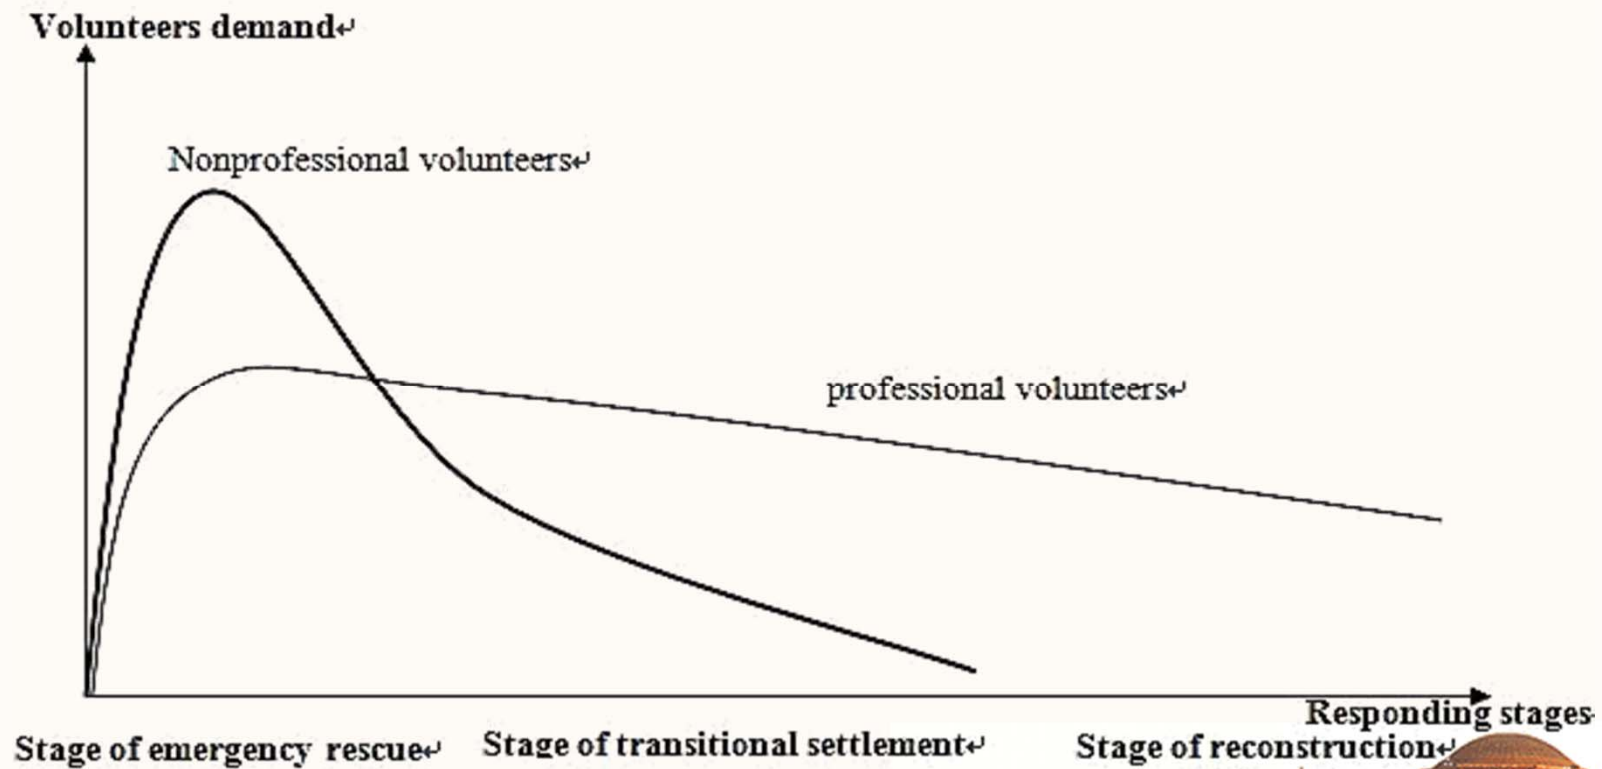 Volunteers demand↵
Nonprofessional volunteers↵
professional volunteers↵
Responding stages
Stage of emergency rescue↵
Stage of transitional settlement↵
Stage of reconstruction↵